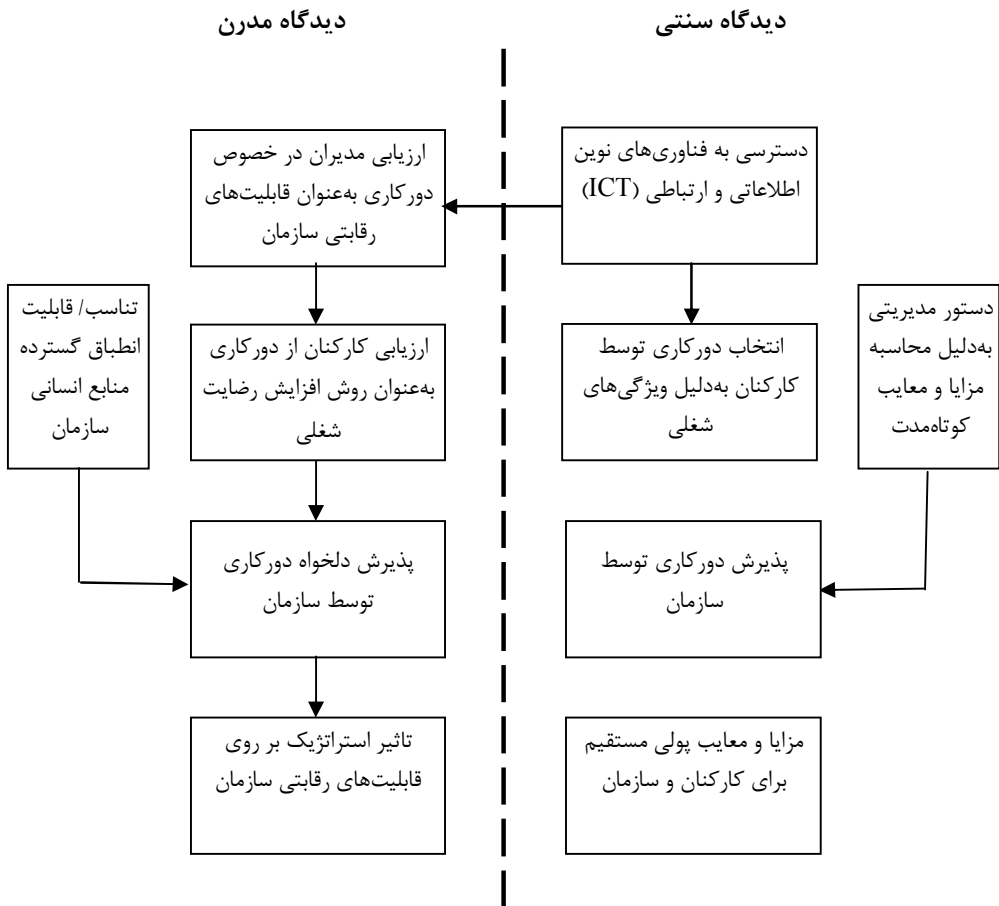 دیدگاه سنتی
دیدگاه مدرن
دسترسی به فناوری‌های نوین
اطلاعاتی و ارتباطی (ICT)
ارزیابی مدیران در خصوص
دورکاری به‌عنوان قابلیت‌های
رقابتی سازمان
دستور مدیریتی
به‌دلیل محاسبه
مزایا و معایب
کوتاه‌مدت
انتخاب دورکاری توسط
کارکنان به‌دلیل ویژگی‌های
شغلی
ارزیابی کارکنان از دورکاری
به‌عنوان روش افزایش رضایت
شغلی
تناسب/ قابلیت
انطباق گسترده
منابع انسانی
سازمان
پذیرش دورکاری توسط
سازمان
پذیرش دلخواه دورکاری
توسط سازمان
مزایا و معایب پولی مستقیم
برای کارکنان و سازمان
تاثیر استراتژیک بر روی
قابلیت‌های رقابتی سازمان